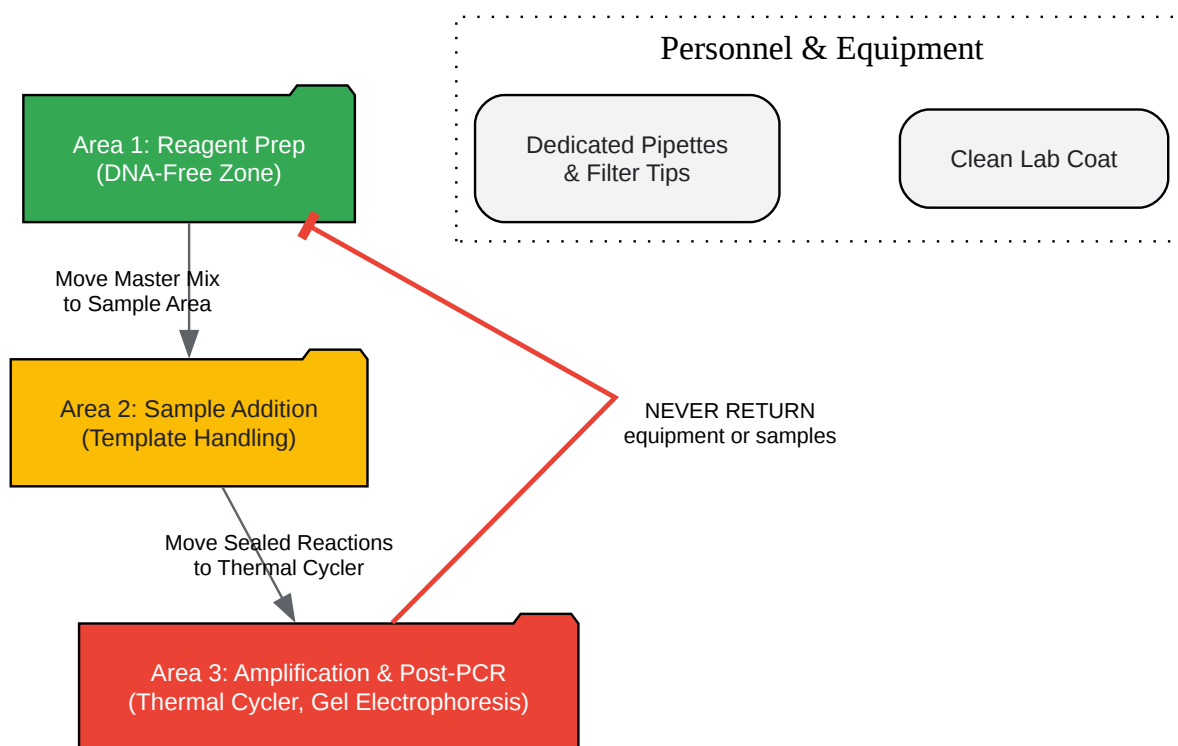 Personnel & Equipment
Dedicated Pipettes
& Filter Tips
Clean Lab Coat
Area 1: Reagent Prep
(DNA-Free Zone)
Move Master Mix
to Sample Area
Area 2: Sample Addition
(Template Handling)
NEVER RETURN
equipment or samples
Move Sealed Reactions
to Thermal Cycler
Area 3: Amplification & Post-PCR
(Thermal Cycler, Gel Electrophoresis)